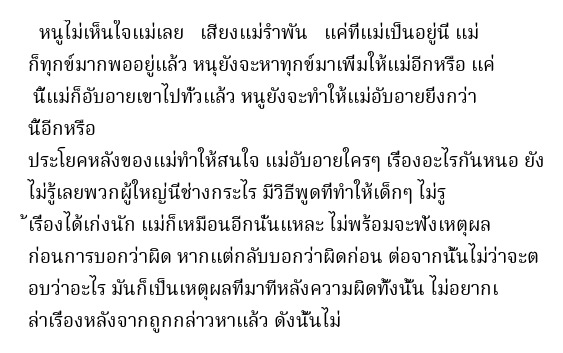 หนูไม่เห็นใจแม่เลย เสียงแม่รำพัน แค่ที่แม่เป็นอยู่นี่ แม่
ก็ทุกข์มากพออยู่แล้ว หนุยังจะหาทุกข์มาเพิ่มให้แม่อีกหรือ แค่
นี้แม่ก็อับอายเขาไปทั่วแล้ว หนูยังจะทำให้แม่อับอายยิ่งกว่า
นี้อีกหรือ
ประโยคหลังของแม่ทำให้สนใจ แม่อับอายใครๆ เรื่องอะไรกันหนอ ยัง
ไม่รู้เลยพวกผู้ใหญ่นี่ช่างกระไร มีวิธีพูดที่ทำให้เด็กๆ ไม่รู
้เรื่องได้เก่งนัก แม่ก็เหมือนอีกนั่นแหละ ไม่พร้อมจะฟังเหตุผล
ก่อนการบอกว่าผิด หากแต่กลับบอกว่าผิดก่อน ต่อจากนั้นไม่ว่าจะต
อบว่าอะไร มันก็เป็นเหตุผลที่มาทีหลังความผิดทั้งนั้น ไม่อยากเ
ล่าเรื่องหลังจากถูกกล่าวหาแล้ว ดังนั้นไม่